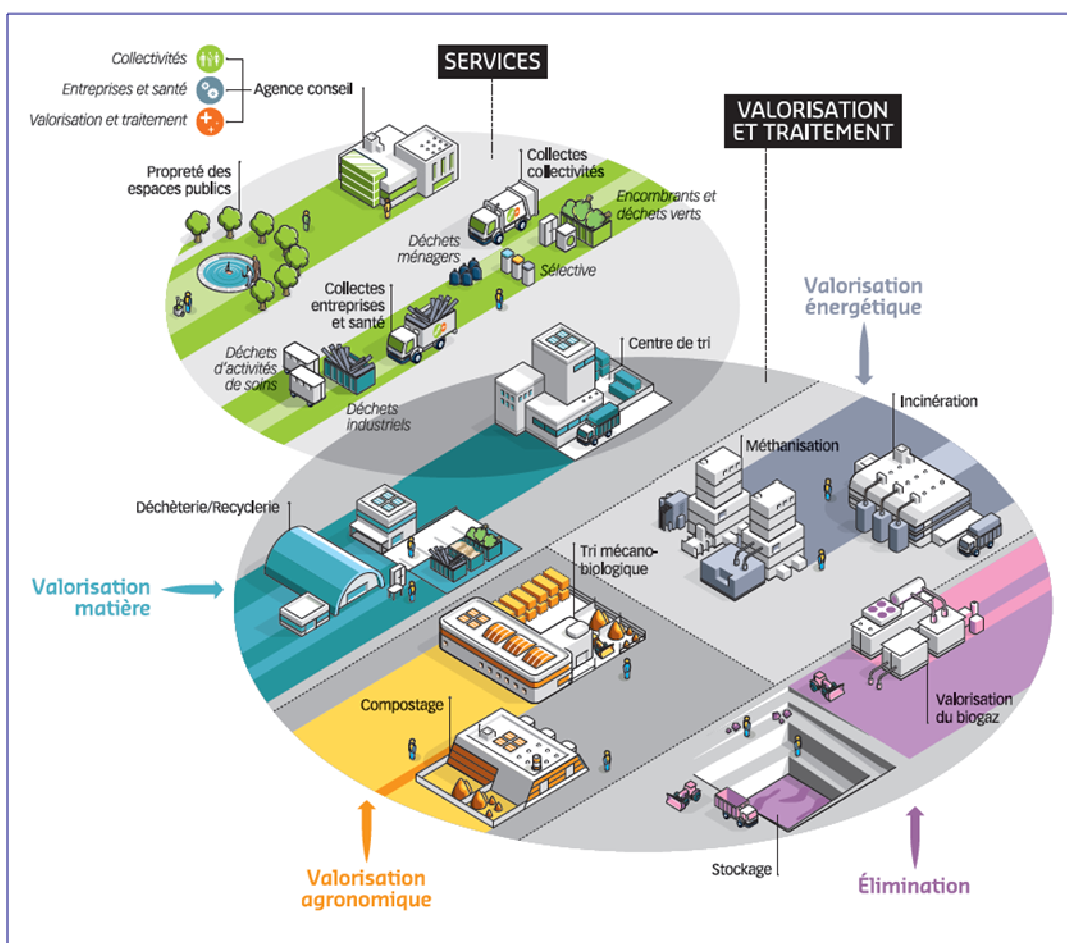 Collectivités
Entreprises et santé
Valorisation et traitement
Agence conseil
SERVICES
VALORISATION
ET TRAITEMENT
Propreté des
espaces publics
Collectes
collectivités
Encombrants et
déchets verts
Déchets
ménagers
Sélective
Collectes
entreprises
et santé
Déchets
d'activités
de soins
Déchets
industriels
Centre de tri
Valorisation
énergétique
Incinération
Méthanisation
Déchèterie/Recyclerie
Valorisation
matière
Tri mécano-
biologique
Compostage
Valorisation
du biogaz
Stockage
Valorisation
agronomique
Élimination